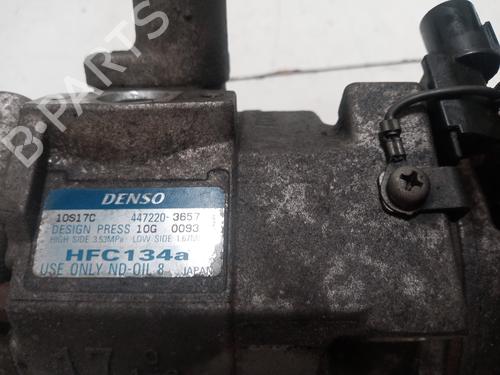 B-PARTS
DENSO
10S17C 447220-3657
DESIGN PRESS 10G 0093
HIGH SIDE 3.53MPa LOW SIDE 1.67M
HFC134a
USE ONLY ND-OIL 8 JAPAN